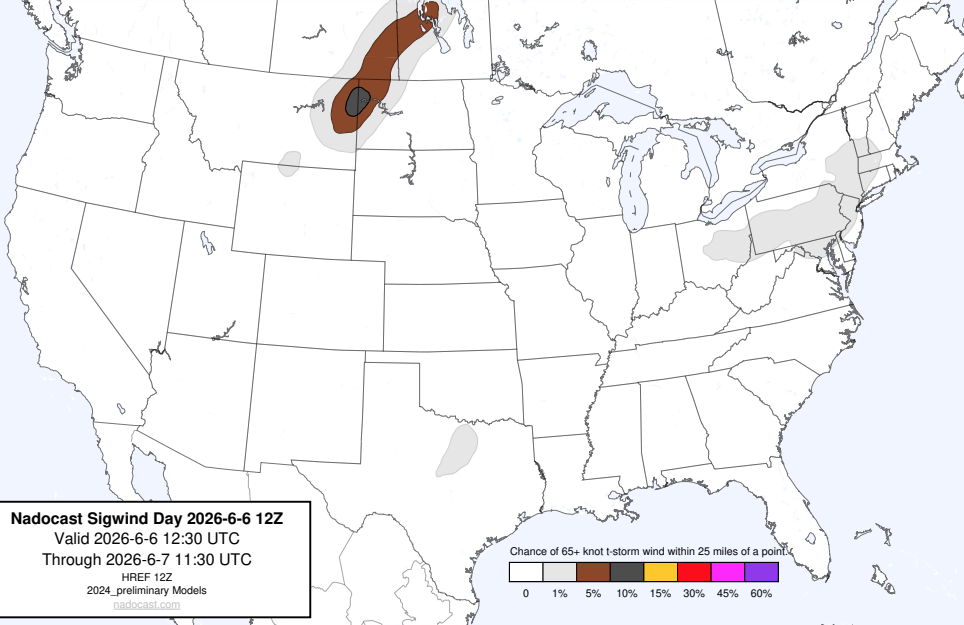 Nadocast Sigwind Day 2026-6-6 12Z
Valid 2026-6-6 12:30 UTC
Through 2026-6-7 11:30 UTC
HREF 12Z
2024_preliminary Models
nadocast.com
Chance of 65+ knot t-storm wind within 25 miles of a point.
0 1% 5% 10% 15% 30% 45% 60%